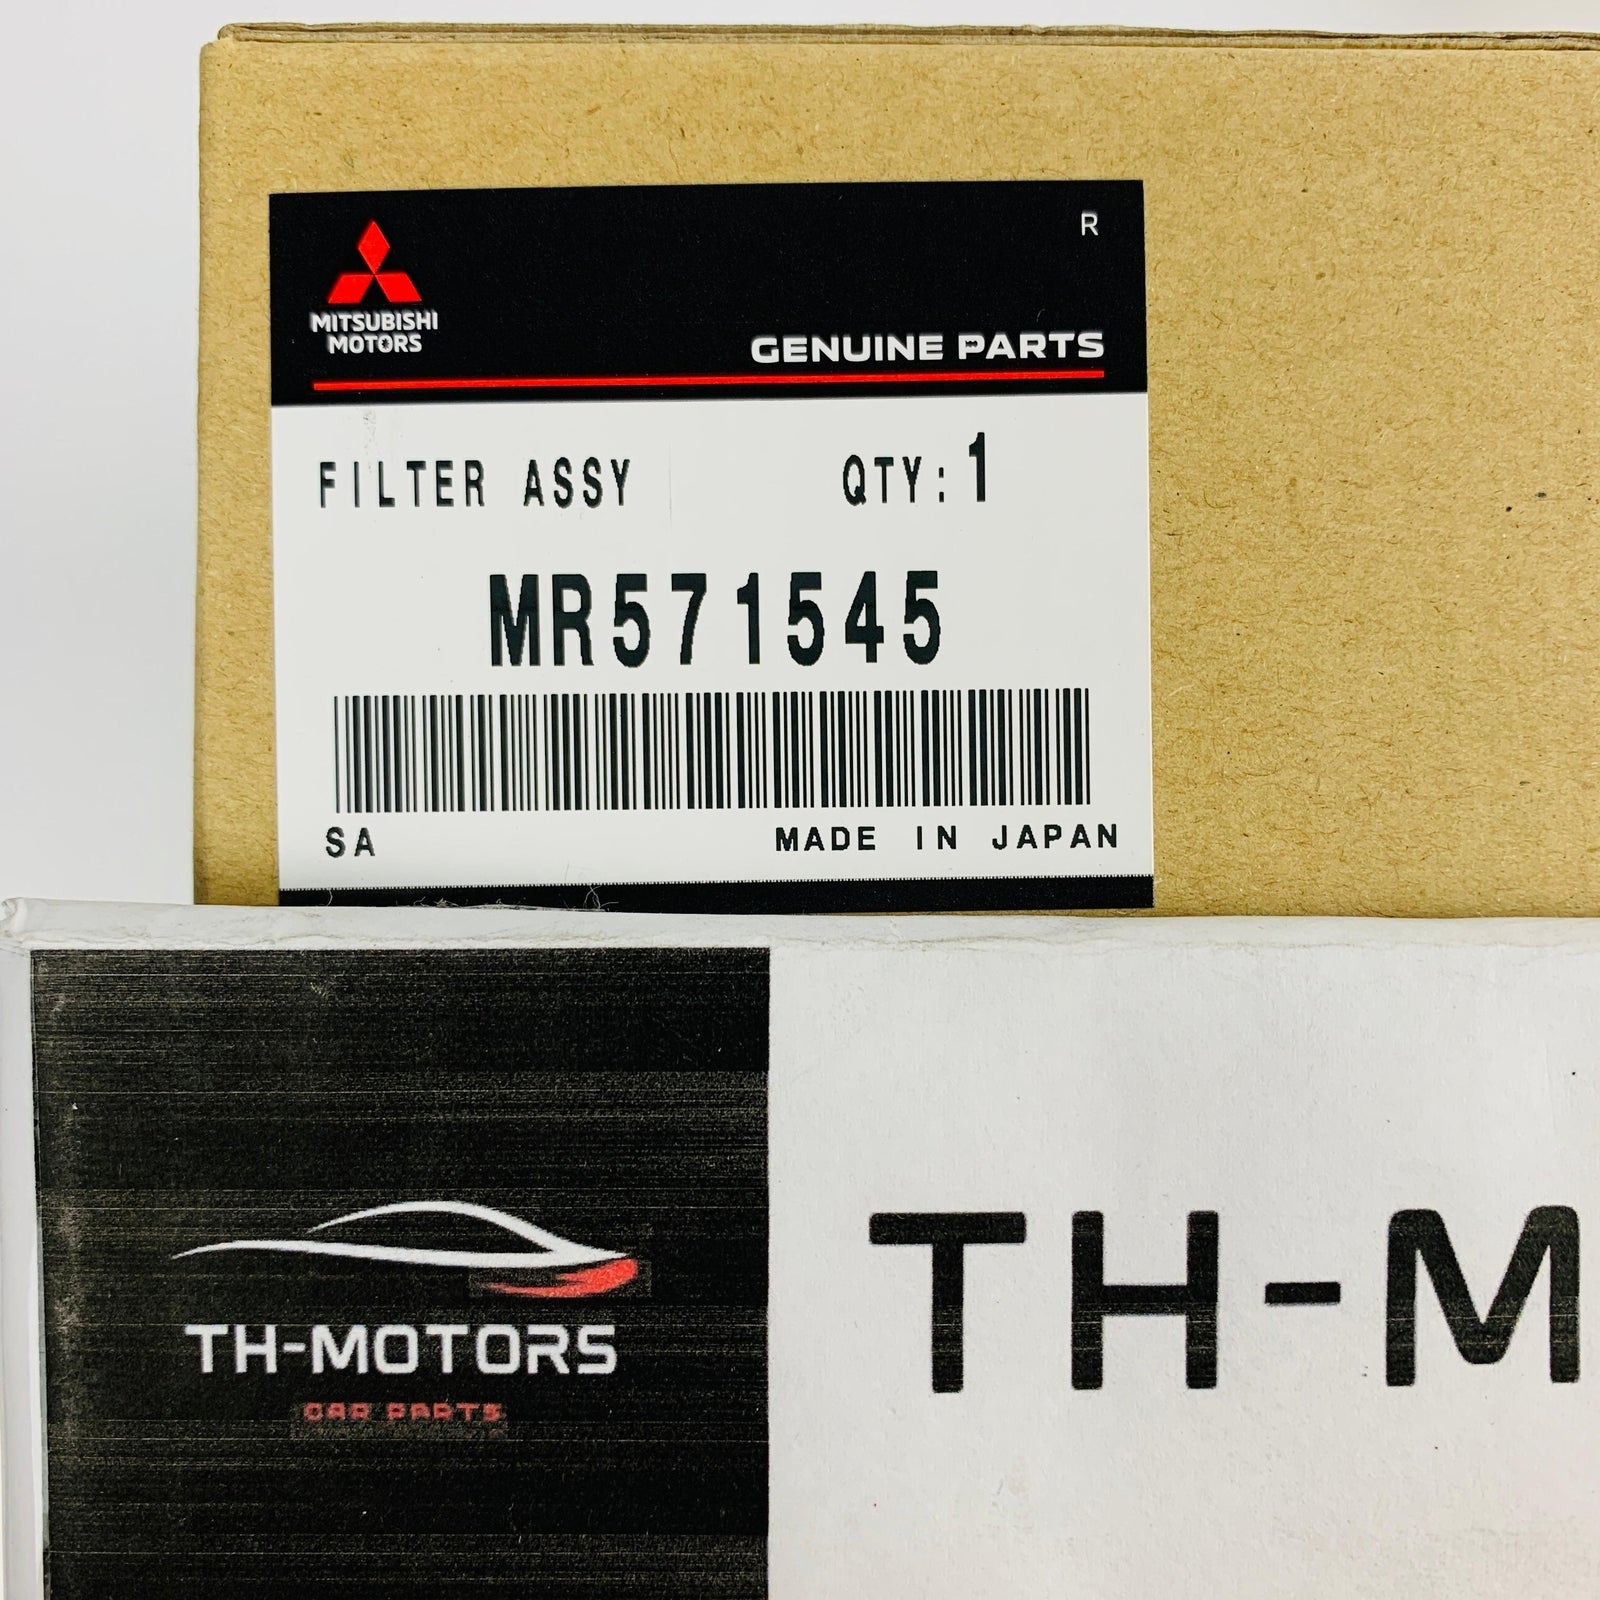 R
MITSUBISHI
MOTORS
GENUINE PARTS
FILTER ASSY QTY: 1
MR571545
SA MADE IN JAPAN
TH-MOTORS
CAR PARTS
TH-M